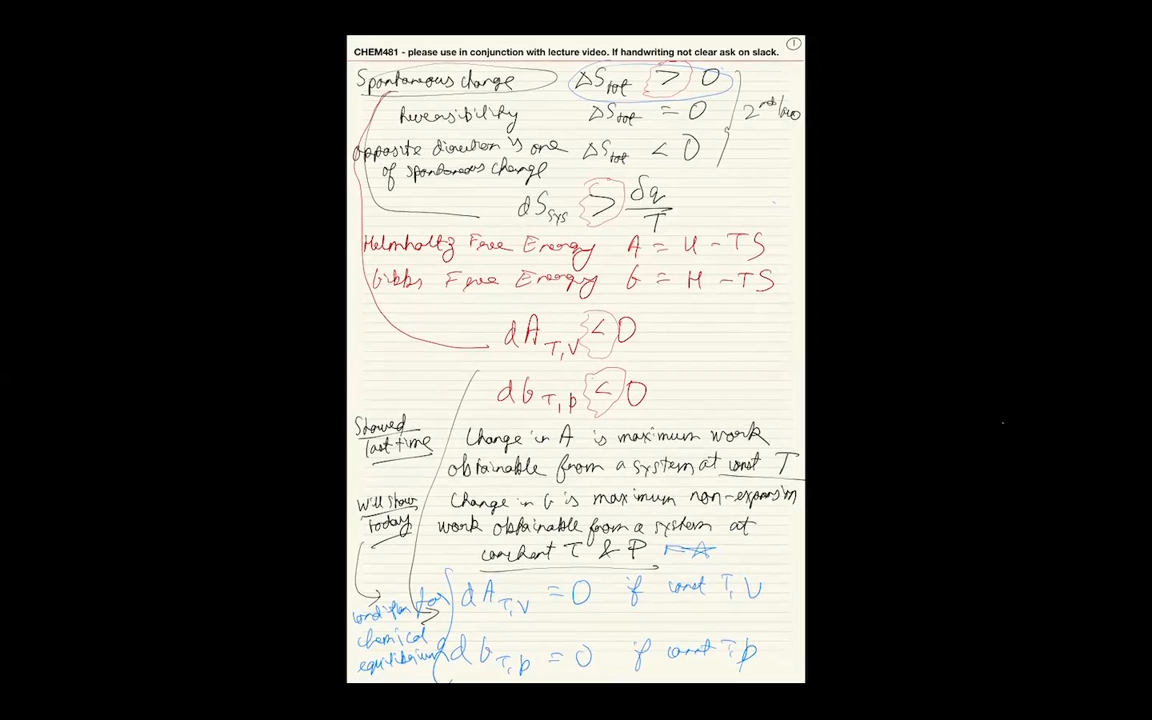 1
CHEM481 - please use in conjunction with lecture video. If handwriting not clear ask on slack.
Spontaneous change ΔS_tot > 0
Reversibility ΔS_tot = 0
2nd law
Opposite direction is one ΔS_tot < 0
of spontaneous change
dS_sys > δq/T
Helmholtz Free Energy A = U - TS
Gibbs Free Energy G = H - TS
dA_T,V < 0
dG_T,p < 0
Showed
last time
Change in A is maximum work
obtainable from a system at const T
Will show
Today
Change in G is maximum non-expansion
work obtainable from a system at
constant T & P
condition for
chemical
equilibrium
dA_T,V = 0 if const T, V
dG_T,p = 0 if const T, p